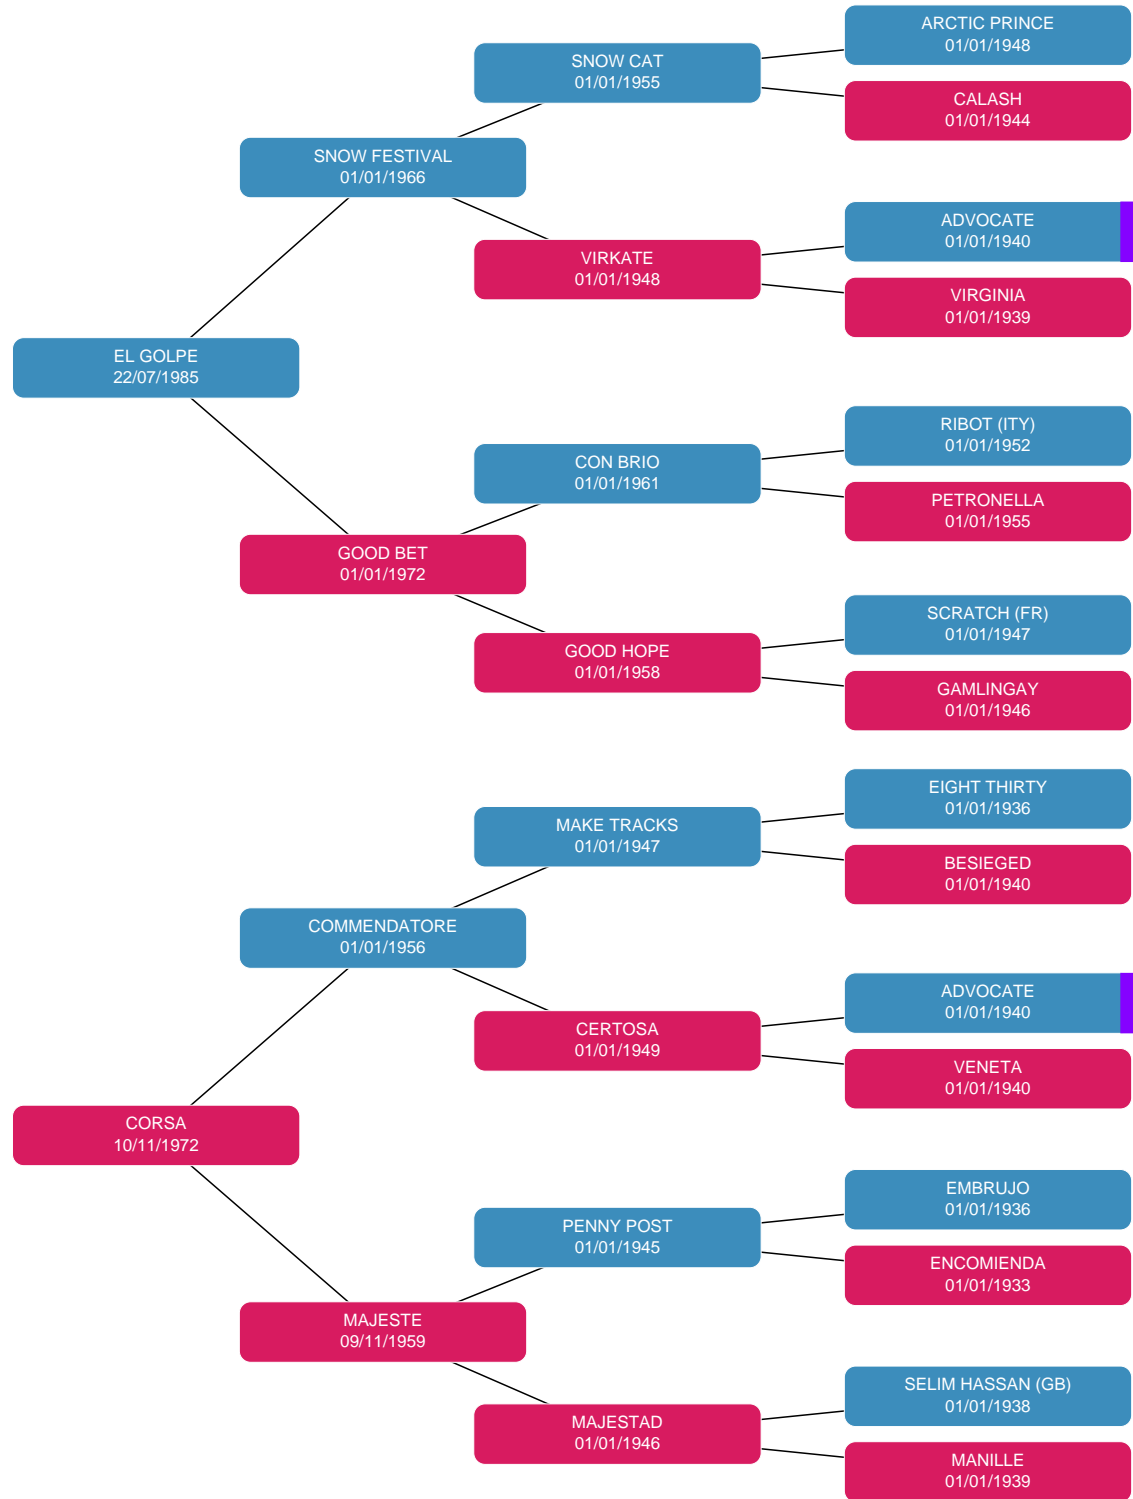 ARCTIC PRINCE
01/01/1948
SNOW CAT
01/01/1955
CALASH
01/01/1944
SNOW FESTIVAL
01/01/1966
ADVOCATE
01/01/1940
VIRKATE
01/01/1948
VIRGINIA
01/01/1939
EL GOLPE
22/07/1985
RIBOT (ITY)
01/01/1952
CON BRIO
01/01/1961
PETRONELLA
01/01/1955
GOOD BET
01/01/1972
SCRATCH (FR)
01/01/1947
GOOD HOPE
01/01/1958
GAMLINGAY
01/01/1946
EIGHT THIRTY
01/01/1936
MAKE TRACKS
01/01/1947
BESIEGED
01/01/1940
COMMENDATORE
01/01/1956
ADVOCATE
01/01/1940
CERTOSA
01/01/1949
VENETA
01/01/1940
CORSA
10/11/1972
EMBRUJO
01/01/1936
PENNY POST
01/01/1945
ENCOMIENDA
01/01/1933
MAJESTE
09/11/1959
SELIM HASSAN (GB)
01/01/1938
MAJESTAD
01/01/1946
MANILLE
01/01/1939